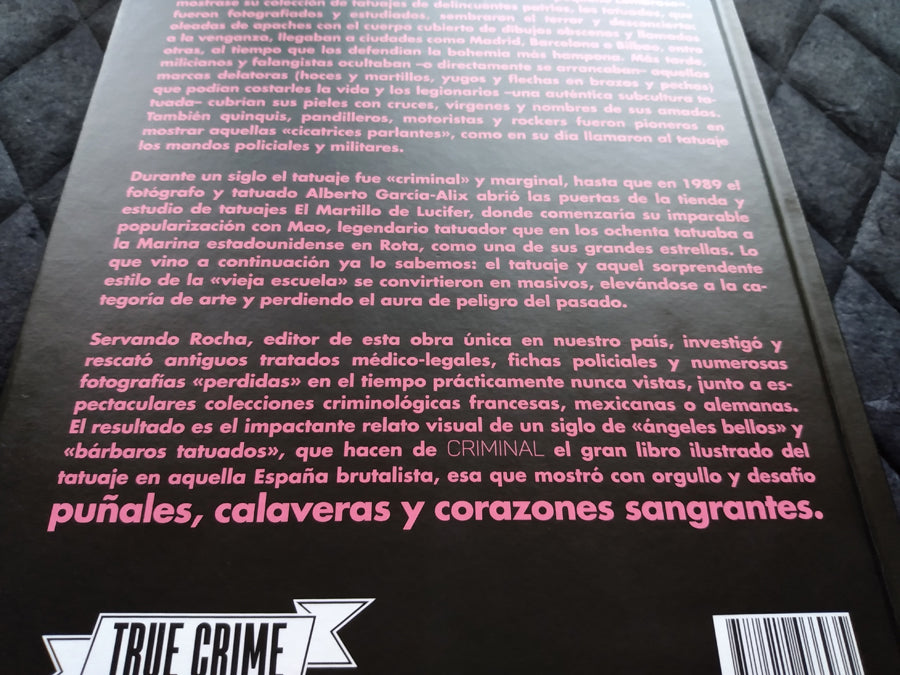 mostrase su colección de tatuajes de delincuentes patrios, los tatuados, que
fueron fotografiados y estudiados, sembraron el terror y desconcierto:
oleadas de apaches con el cuerpo cubierto de dibujos obscenos y llamados
a la venganza, llegaban a ciudades como Madrid, Barcelona o Bilbao, entre
otras, al tiempo que los defendían la bohemia más hampona. Más tarde,
milicianos y falangistas ocultaban –o directamente se arrancaban– aquellos
marcas delatoras (hoces y martillos, yugos y flechas en brazos y pechos)
que podían costarles la vida y los legionarios –una auténtica subcultura ta-
tuada– cubrían sus pieles con cruces, vírgenes y nombres de sus amadas.
También quinquis, pandilleros, motoristas y rockers fueron pioneros en
mostrar aquellas «cicatrices parlantes», como en su día llamaron al tatuaje
los mandos policiales y militares.
Durante un siglo el tatuaje fue «criminal» y marginal, hasta que en 1989 el
fotógrafo y tatuado Alberto García-Alix abrió las puertas de la tienda y
estudio de tatuajes El Martillo de Lucifer, donde comenzaría su imparable
popularización con Mao, legendario tatuador que en los ochenta tatuaba a
la Marina estadounidense en Rota, como una de sus grandes estrellas. Lo
que vino a continuación ya lo sabemos: el tatuaje y aquel sorprendente
estilo de la «vieja escuela» se convirtieron en masivos, elevándose a la ca-
tegoría de arte y perdiendo el aura de peligro del pasado.
Servando Rocha, editor de esta obra única en nuestro país, investigó y
rescató antiguos tratados médico-legales, fichas policiales y numerosas
fotografías «perdidas» en el tiempo prácticamente nunca vistas, junto a es-
pectaculares colecciones criminológicas francesas, mexicanas o alemanas.
El resultado es el impactante relato visual de un siglo de «ángeles bellos» y
«bárbaros tatuados», que hacen de CRIMINAL el gran libro ilustrado del
tatuaje en aquella España brutalista, esa que mostró con orgullo y desafío
puñales, calaveras y corazones sangrantes.
TRUE CRIME